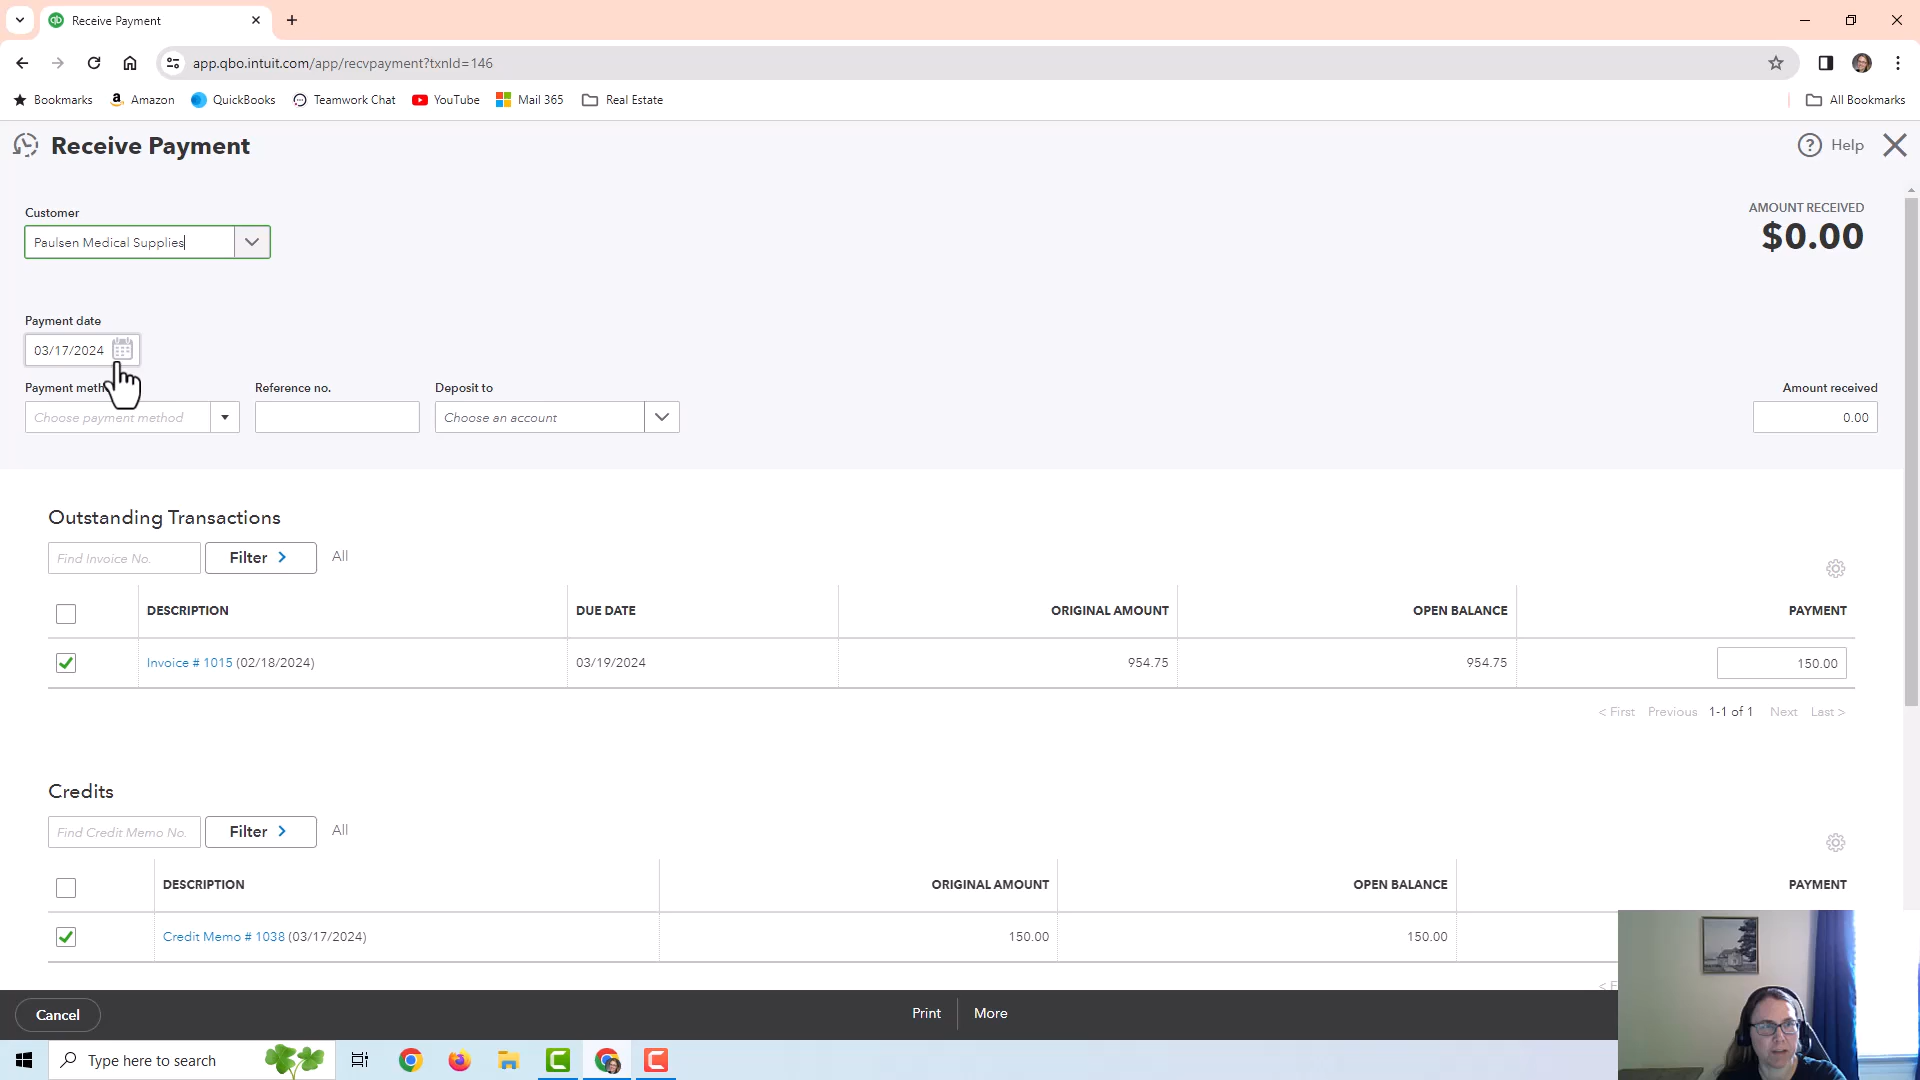 Receive Payment
app.qbo.intuit.com/app/recvpayment?txnId=146
Bookmarks Amazon QuickBooks Teamwork Chat YouTube Mail 365 Real Estate All Bookmarks
Receive Payment
Help
Customer
Paulsen Medical Supplies
AMOUNT RECEIVED
$0.00
Payment date
03/17/2024
Payment meth Reference no. Deposit to Amount received
Choose payment method Choose an account 0.00
Outstanding Transactions
Find Invoice No. Filter > All
DESCRIPTION DUE DATE ORIGINAL AMOUNT OPEN BALANCE PAYMENT
Invoice # 1015 (02/18/2024) 03/19/2024 954.75 954.75 150.00
< First Previous 1-1 of 1 Next Last >
Credits
Find Credit Memo No. Filter > All
DESCRIPTION ORIGINAL AMOUNT OPEN BALANCE PAYMENT
Credit Memo # 1038 (03/17/2024) 150.00 150.00
Cancel Print More
Type here to search